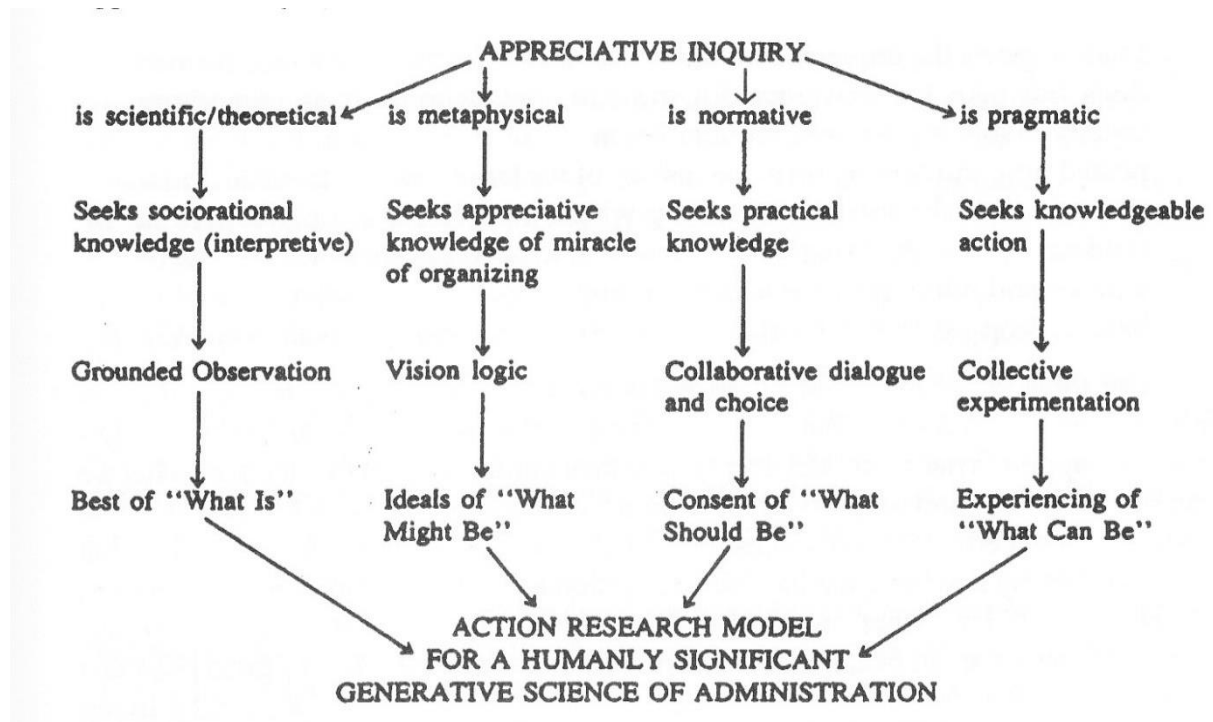 APPRECIATIVE INQUIRY
is scientific/theoretical
is metaphysical
is normative
is pragmatic
Seeks sociorational
knowledge (interpretive)
Seeks appreciative
knowledge of miracle
of organizing
Seeks practical
knowledge
Seeks knowledgeable
action
Grounded Observation
Vision logic
Collaborative dialogue
and choice
Collective
experimentation
Best of "What Is"
Ideals of "What
Might Be"
Consent of "What
Should Be"
Experiencing of
"What Can Be"
ACTION RESEARCH MODEL
FOR A HUMANLY SIGNIFICANT
GENERATIVE SCIENCE OF ADMINISTRATION